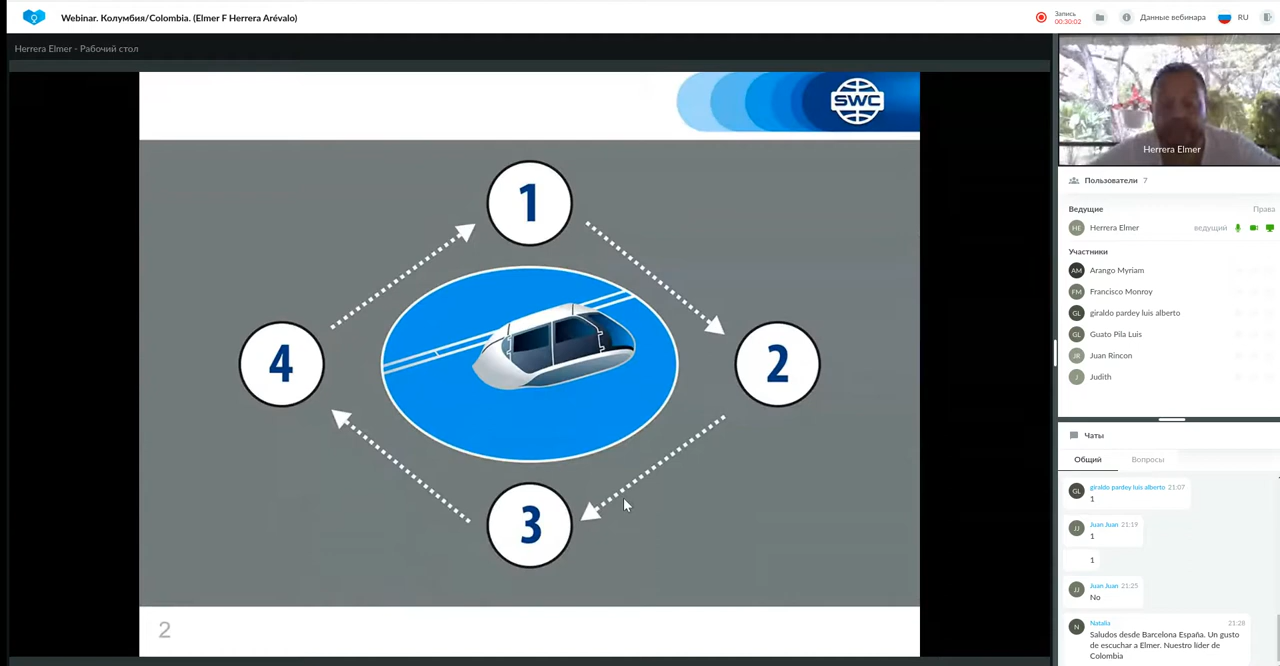 Webinar. Колумбия/Colombia. (Elmer F Herrera Arévalo)
Запись
00:30:02
Данные вебинара
RU
Herrera Elmer - Рабочий стол
SWC
1
2
3
4
2
Herrera Elmer
Пользователи 7
Ведущие
Права
HE Herrera Elmer
ведущий
Участники
AM Arango Myriam
FM Francisco Monroy
GL giraldo pardey luis alberto
GL Guato Pila Luis
JR Juan Rincon
J Judith
Чаты
Общий
Вопросы
GL giraldo pardey luis alberto 21:07
1
JJ Juan Juan 21:19
1
1
JJ Juan Juan 21:25
No
N Natalia 21:28
Saludos desde Barcelona España. Un gusto
de escuchar a Elmer. Nuestro líder de
Colombia